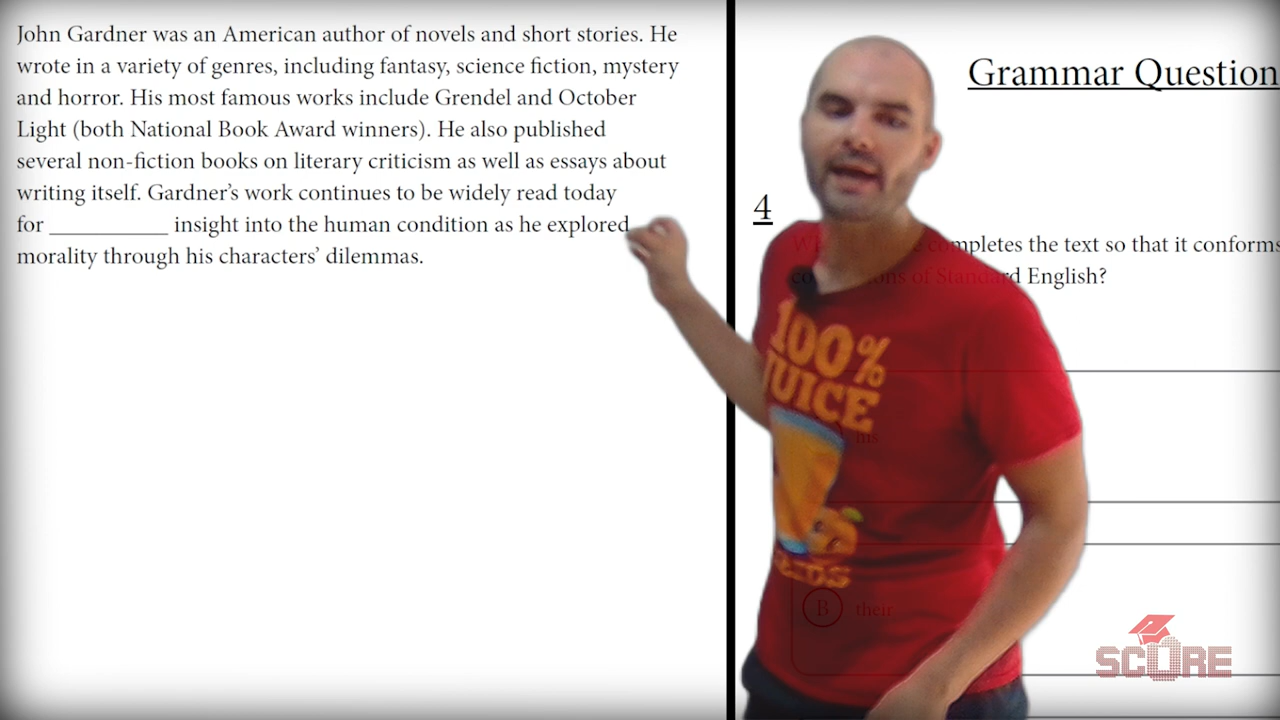 John Gardner was an American author of novels and short stories. He
wrote in a variety of genres, including fantasy, science fiction, mystery
and horror. His most famous works include Grendel and October
Light (both National Book Award winners). He also published
several non-fiction books on literary criticism as well as essays about
writing itself. Gardner's work continues to be widely read today
for ___________ insight into the human condition as he explored
morality through his characters' dilemmas.
Grammar Question
4
completes the text so that it conforms
of Standard English?
100%
JUICE
his
B their
SCORE